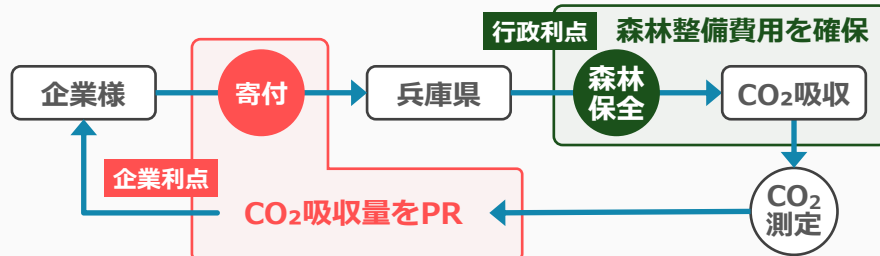 行政利点 森林整備費用を確保
企業様
寄付
兵庫県
森林
保全
CO₂吸収
企業利点
CO₂吸収量をPR
CO₂
測定